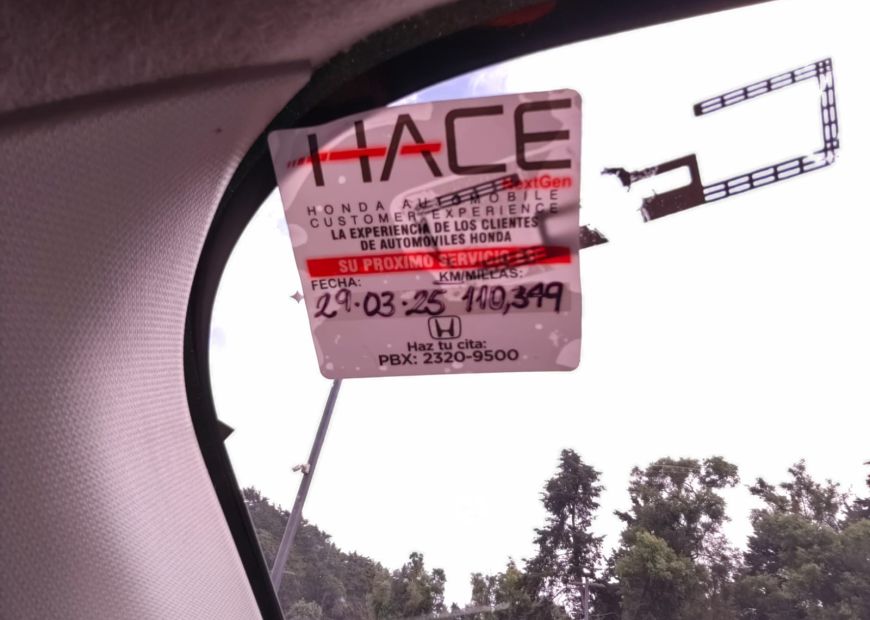 HACE
NextGen
HONDA AUTOMOBILE
CUSTOMER EXPERIENCE
LA EXPERIENCIA DE LOS CLIENTES
DE AUTOMOVILES HONDA
SU PROXIMO SERVICIO ES
FECHA: KM/MILLAS:
29·03·25 110,349
Haz tu cita:
PBX: 2320-9500